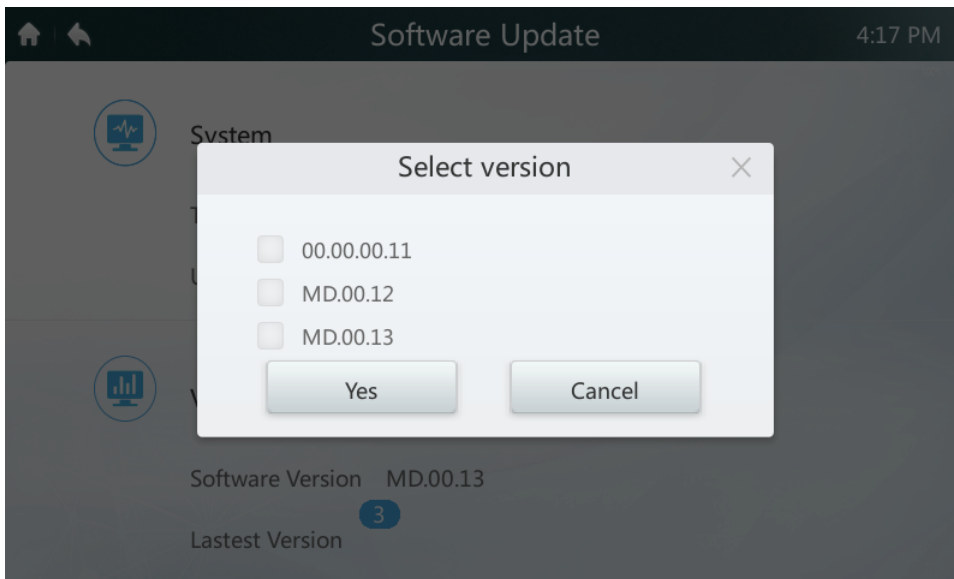 Software Update
4:17 PM
System
Select version
00.00.00.11
MD.00.12
MD.00.13
Yes
Cancel
Software Version MD.00.13
3
Lastest Version